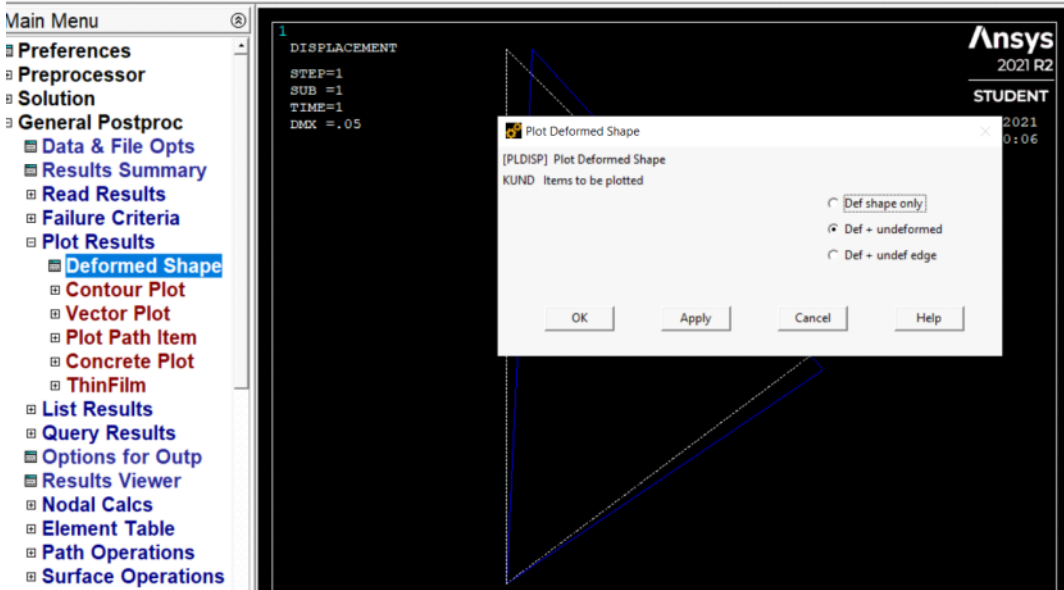 Main Menu
Preferences
Preprocessor
Solution
General Postproc
Data & File Opts
Results Summary
Read Results
Failure Criteria
Plot Results
Deformed Shape
Contour Plot
Vector Plot
Plot Path Item
Concrete Plot
ThinFilm
List Results
Query Results
Options for Outp
Results Viewer
Nodal Calcs
Element Table
Path Operations
Surface Operations
1
DISPLACEMENT
STEP=1
SUB =1
TIME=1
DMX =.05
Ansys
2021 R2
STUDENT
2021
0:06
Plot Deformed Shape
[PLDISP] Plot Deformed Shape
KUND Items to be plotted
Def shape only
Def + undeformed
Def + undef edge
OK Apply Cancel Help